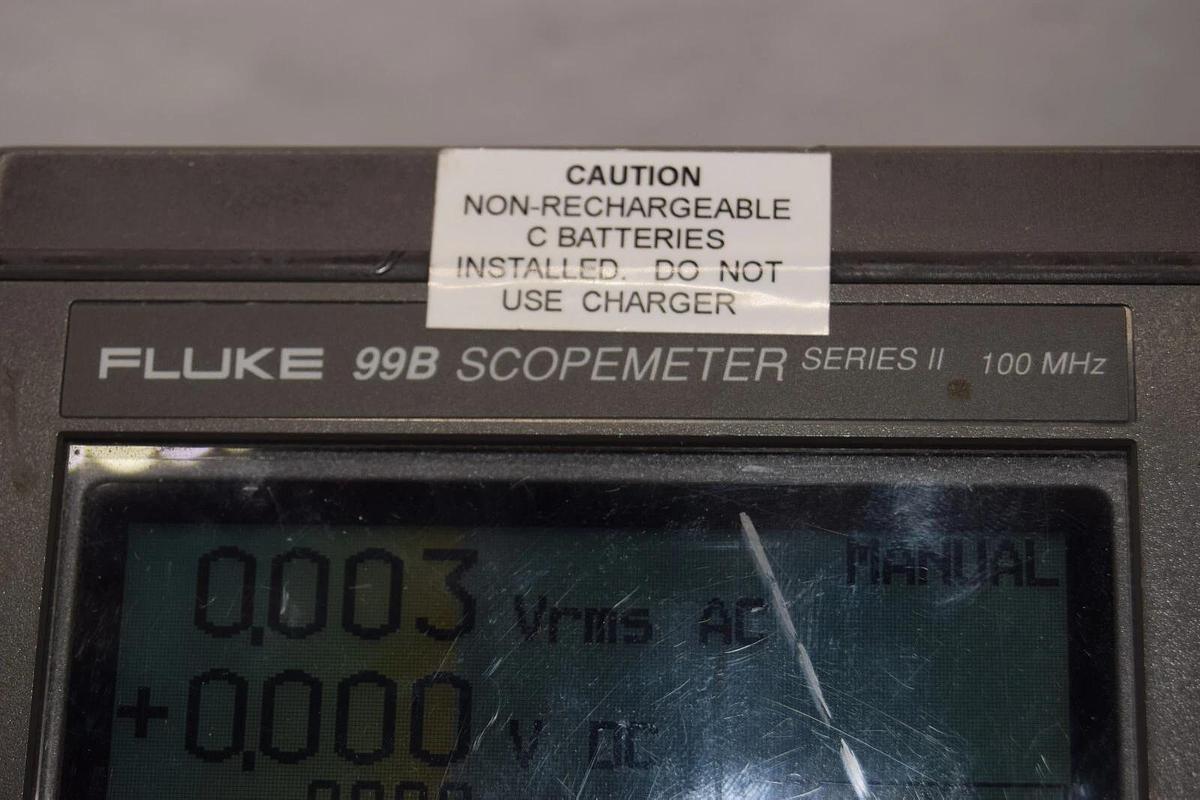 CAUTION
NON-RECHARGEABLE
C BATTERIES
INSTALLED. DO NOT
USE CHARGER
FLUKE 99B SCOPEMETER SERIES II 100 MHz
MANUAL
0.003 Vrms AC
+0.000 V DC